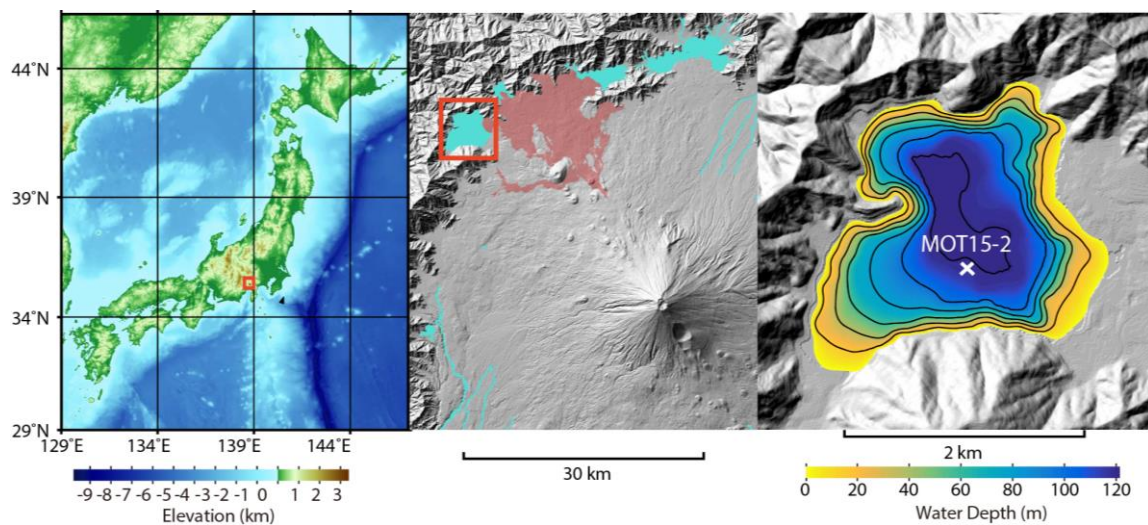 44°N
39°N
34°N
29°N
129°E 134°E 139°E 144°E
-9 -8 -7 -6 -5 -4 -3 -2 -1 0 1 2 3
Elevation (km)
30 km
MOT15-2
2 km
0 20 40 60 80 100 120
Water Depth (m)